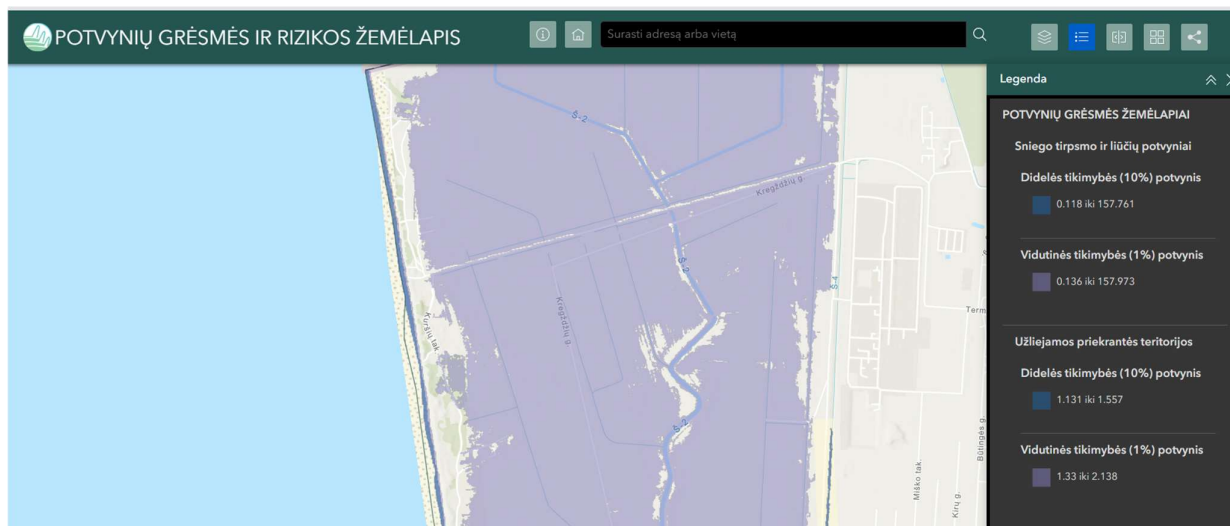 POTVYNIŲ GRĖSMĖS IR RIZIKOS ŽEMĖLAPIS
Surasti adresą arba vietą
Legenda
POTVYNIŲ GRĖSMĖS ŽEMĖLAPIAI
Sniego tirpsmo ir liūčių potvyniai
Didelės tikimybės (10%) potvynis
0.118 iki 157.761
Vidutinės tikimybės (1%) potvynis
0.136 iki 157.973
Užliejamos priekrantės teritorijos
Didelės tikimybės (10%) potvynis
1.131 iki 1.557
Vidutinės tikimybės (1%) potvynis
1.33 iki 2.138
Š-2
Kregždžių g.
Š-2
Š-4
Kregždžių g.
Kuršių tak.
Term
Š-2
Būtingės g.
Miško tak.
Kirų g.